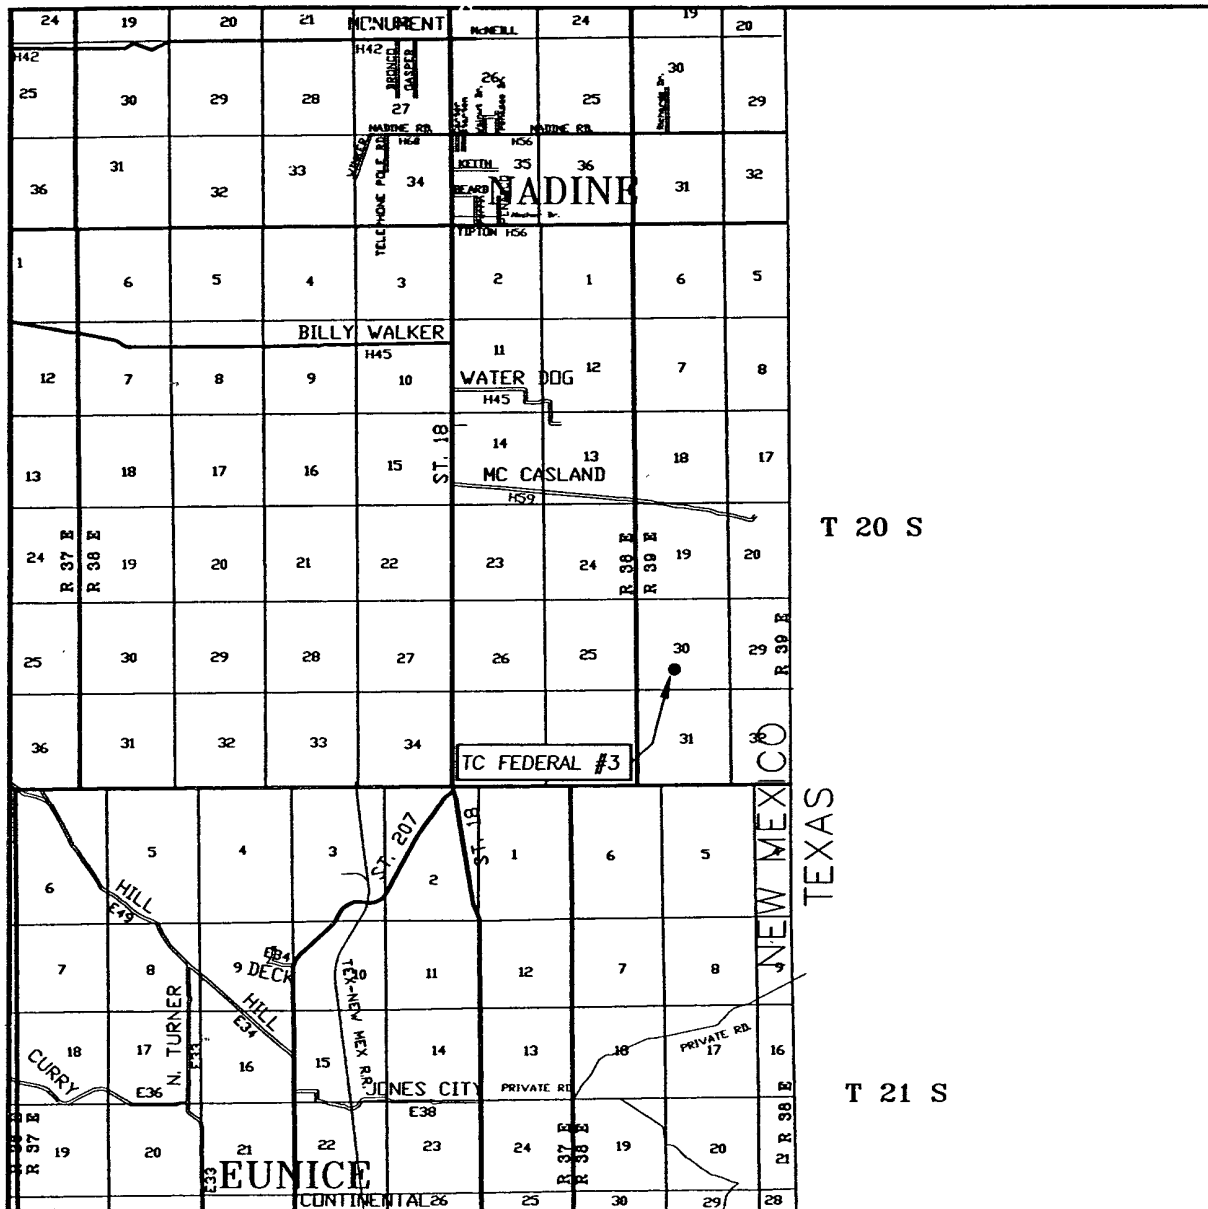 24 19 20 21 MONUMENT 24 19 20
McNEILL
H42 H42
BRONCO
GASPER
25 30 29 28 27 26 25 30 29
NADINE RD. NADINE RD.
H68 H56
36 31 32 33 34 35 36 31 32
TELEPHONE POLE RD.
KEITH
BEARD
NADINE
TIPTON H56
1 6 5 4 3 2 1 6 5
BILLY WALKER
H45
12 7 8 9 10 11 12 7 8
WATER DOG
H45
ST. 18
13 18 17 16 15 14 13 18 17
MC CASLAND
H59
T 20 S
24 19 20 21 22 23 24 19 20
R 37 E
R 38 E
R 38 E
R 39 E
25 30 29 28 27 26 25 30 29
R 39 E
36 31 32 33 34 31 32
TC FEDERAL #3
NEW MEXICO
TEXAS
6 5 4 3 2 1 6 5
ST. 207
ST. 18
HILL
E49
7 8 9 10 11 12 7 8 9
DECK
HILL
E34
N. TURNER
E33
TEX-NEW MEX R.R.
18 17 16 15 14 13 18 17 16
PRIVATE RD.
CURRY
E36
JONES CITY
E38
PRIVATE RD
T 21 S
19 20 21 22 23 24 19 20 21
R 37 E
R 37 E
R 38 E
R 38 E
E33
EUNICE
CONTINENTAL 26 25 30 29 28